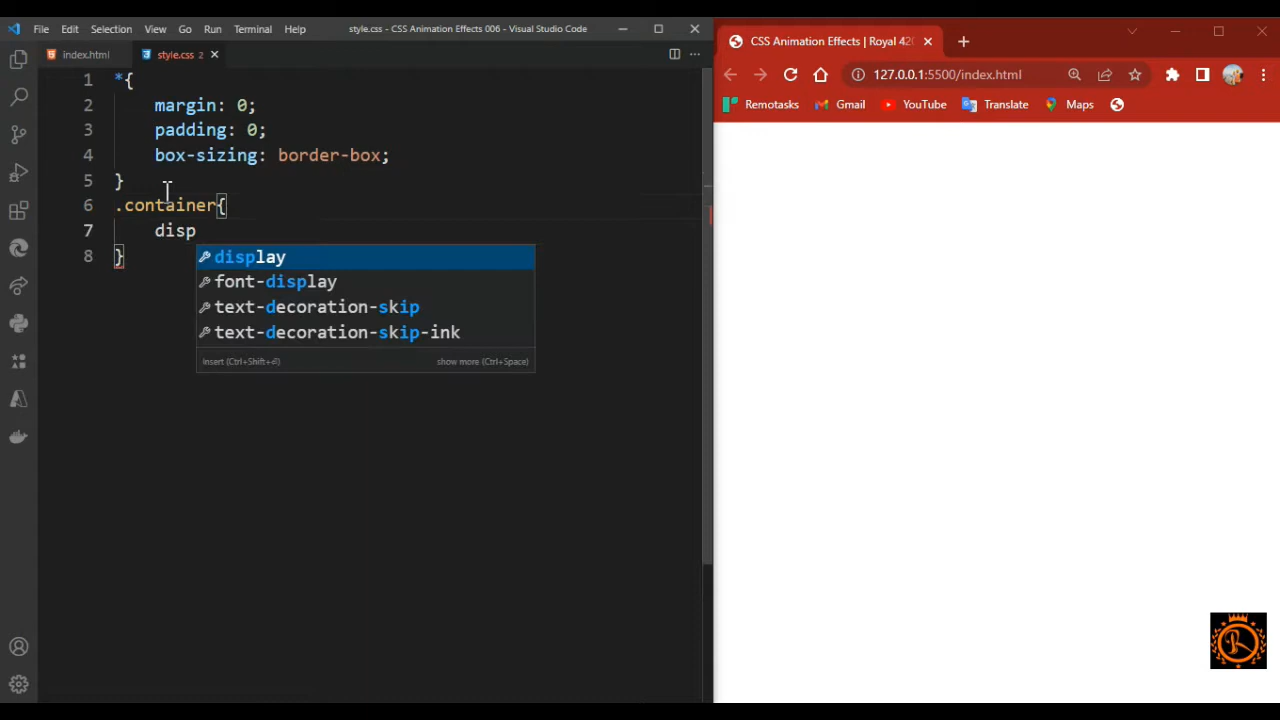 File Edit Selection View Go Run Terminal Help style.css - CSS Animation Effects 006 - Visual Studio Code
index.html style.css 2
1 *{
2 margin: 0;
3 padding: 0;
4 box-sizing: border-box;
5 }
6 .container{
7 disp
8 }
display
font-display
text-decoration-skip
text-decoration-skip-ink
Insert (Ctrl+Shift+⏎) show more (Ctrl+Space)
CSS Animation Effects | Royal 42
127.0.0.1:5500/index.html
Remotasks Gmail YouTube Translate Maps